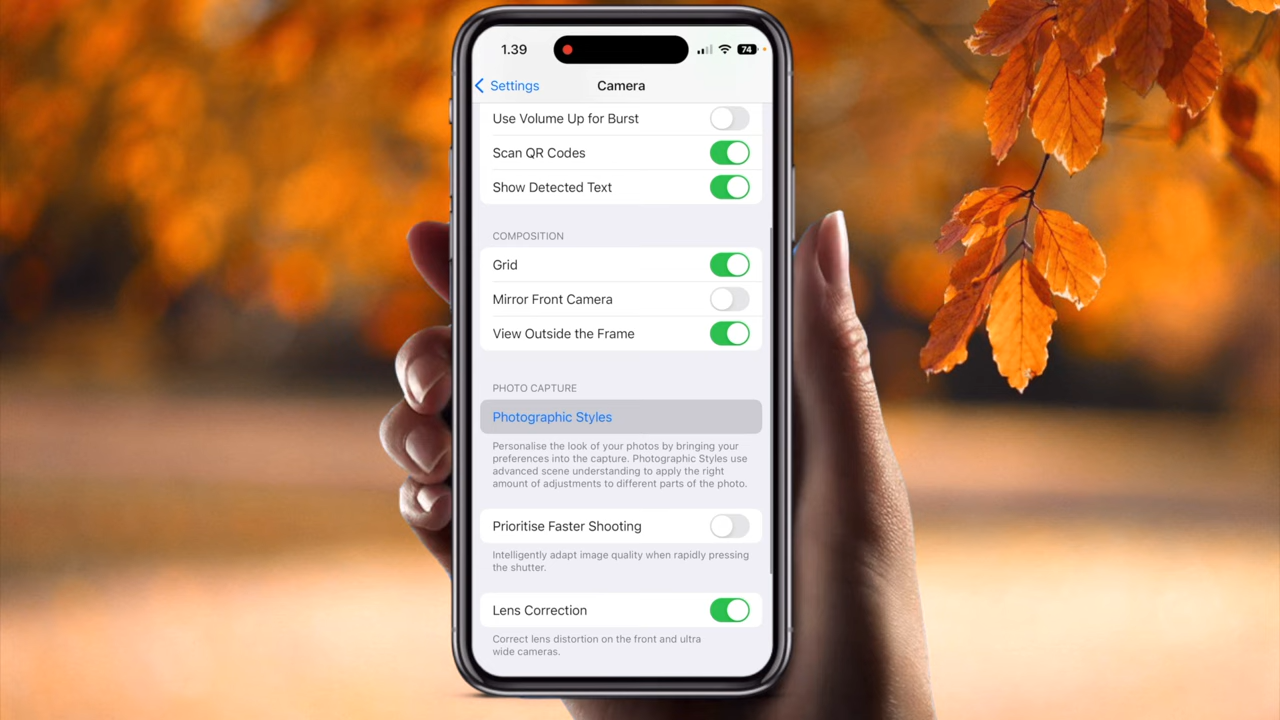 1.39
74
Settings
Camera
Use Volume Up for Burst
Scan QR Codes
Show Detected Text
COMPOSITION
Grid
Mirror Front Camera
View Outside the Frame
PHOTO CAPTURE
Photographic Styles
Personalise the look of your photos by bringing your
preferences into the capture. Photographic Styles use
advanced scene understanding to apply the right
amount of adjustments to different parts of the photo.
Prioritise Faster Shooting
Intelligently adapt image quality when rapidly pressing
the shutter.
Lens Correction
Correct lens distortion on the front and ultra
wide cameras.